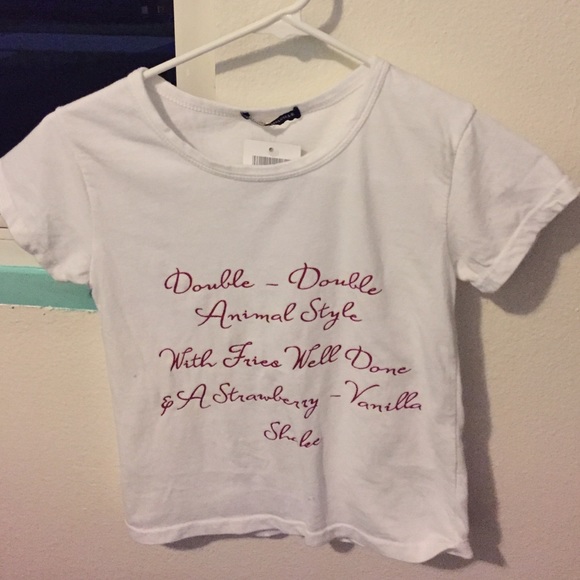 Double - Double
Animal Style
With Fries Well Done
& A Strawberry - Vanilla
Shake